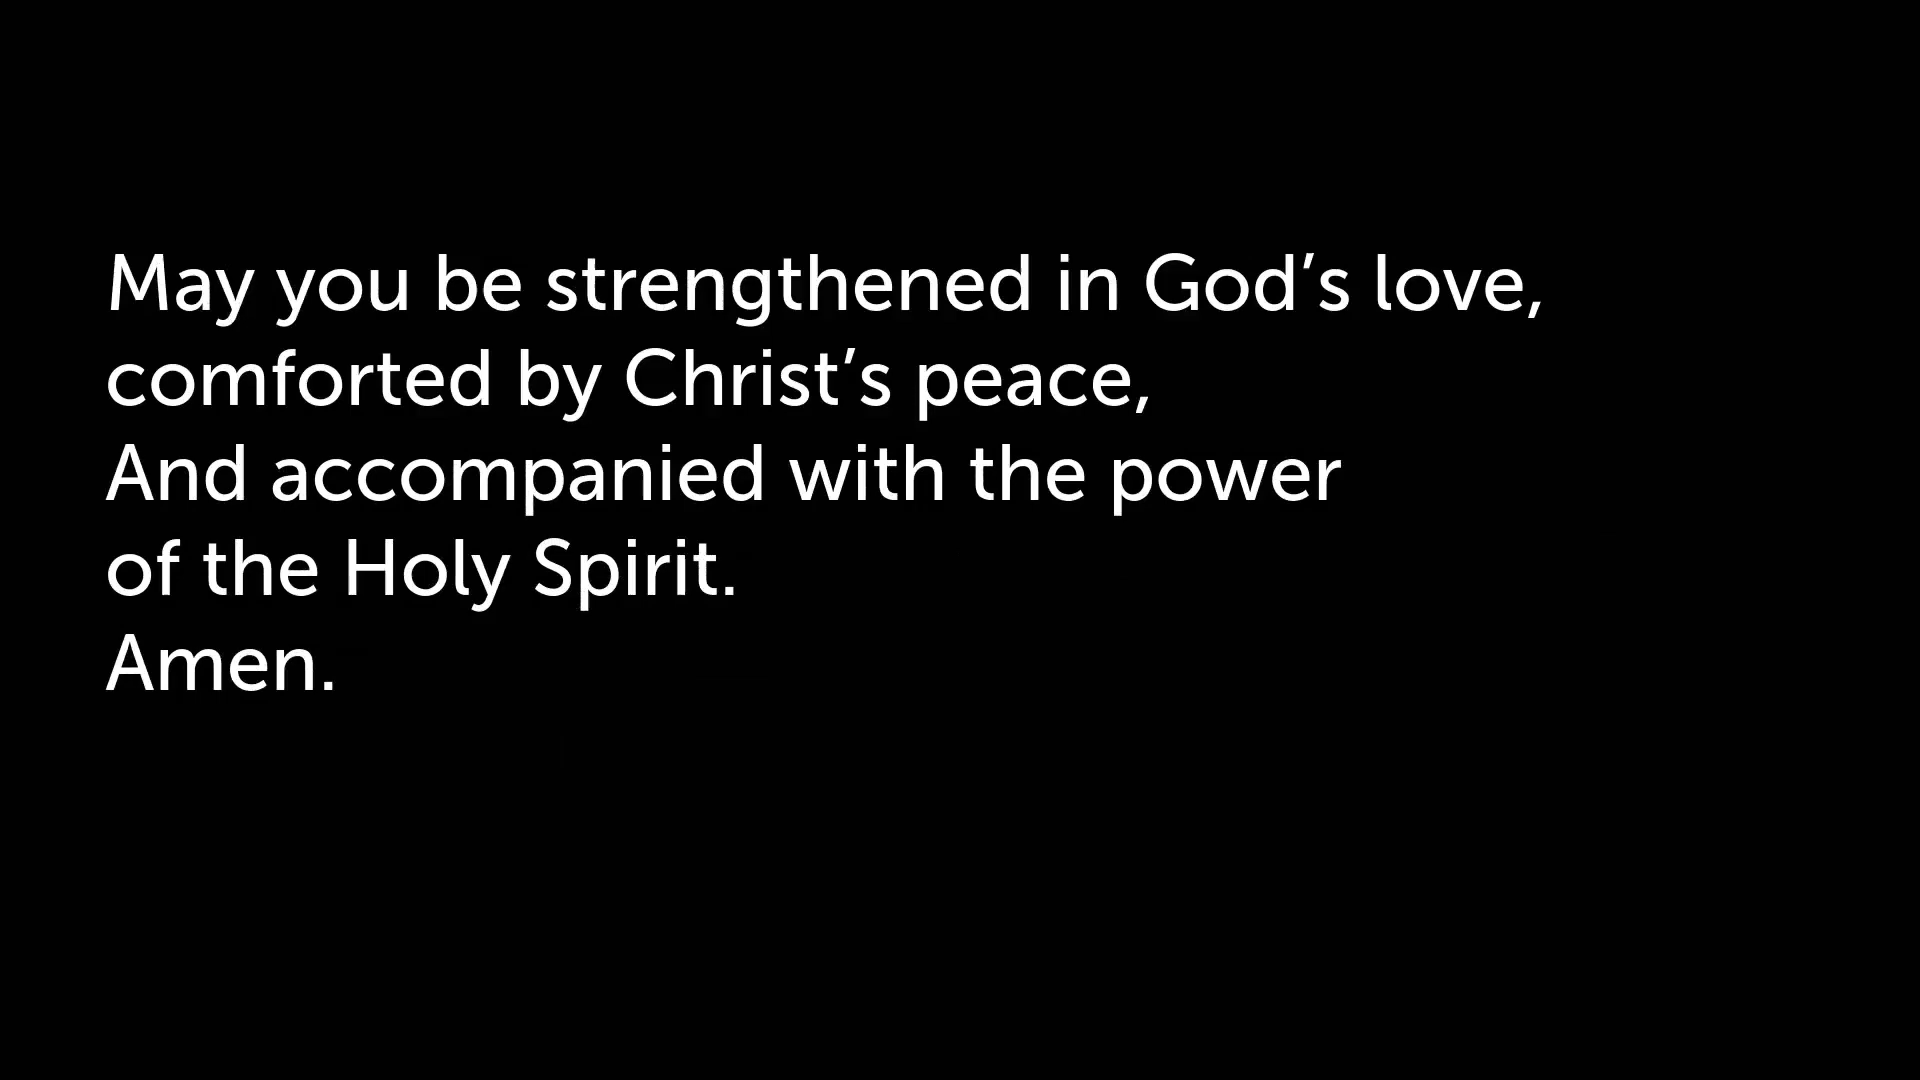 May you be strengthened in God’s love,
comforted by Christ’s peace,
And accompanied with the power
of the Holy Spirit.
Amen.